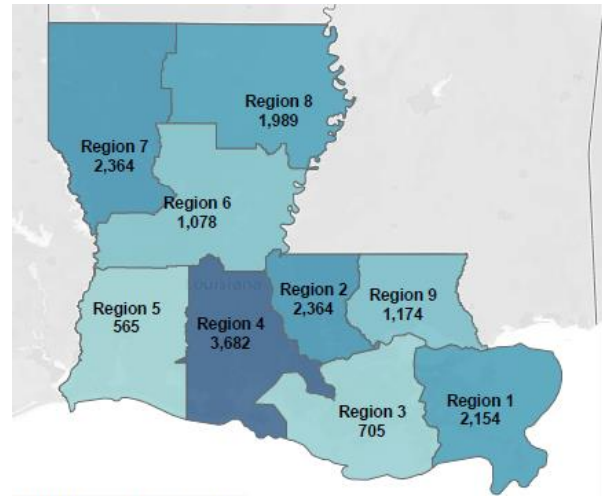 Region 8
1,989
Region 7
2,364
Region 6
1,078
Louisiana
Region 5
565
Region 4
3,682
Region 2
2,364
Region 9
1,174
Region 3
705
Region 1
2,154